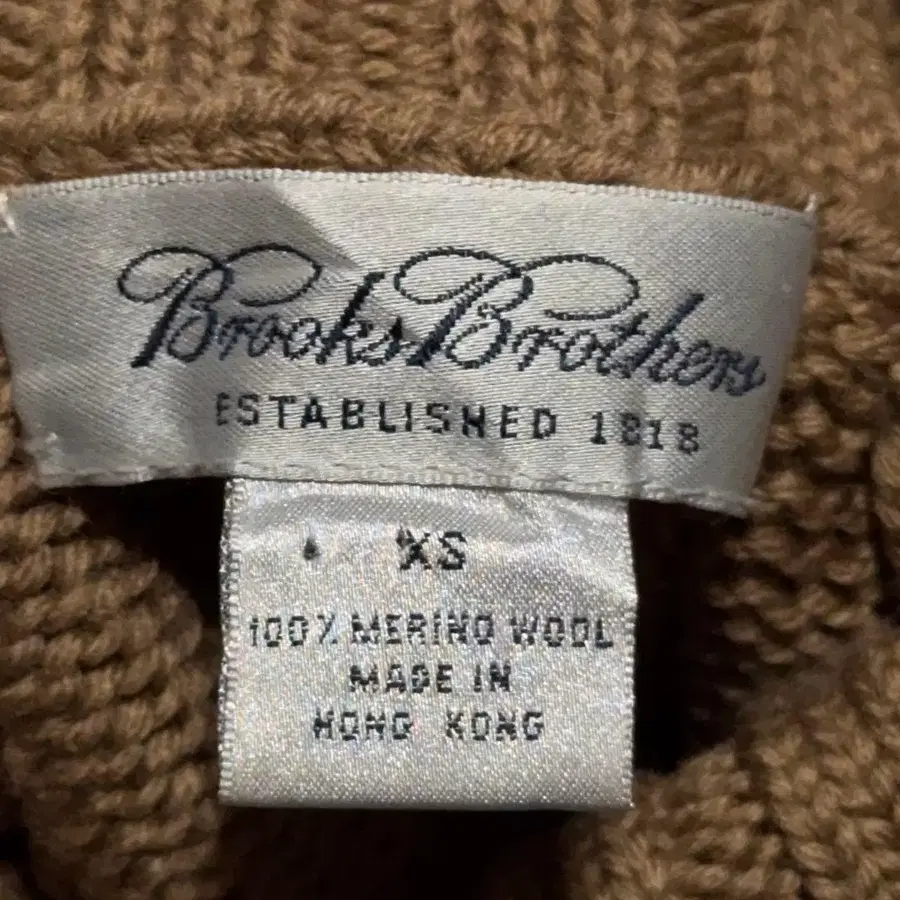 Brooks Brothers
ESTABLISHED 1818
XS
100% MERINO WOOL
MADE IN
HONG KONG